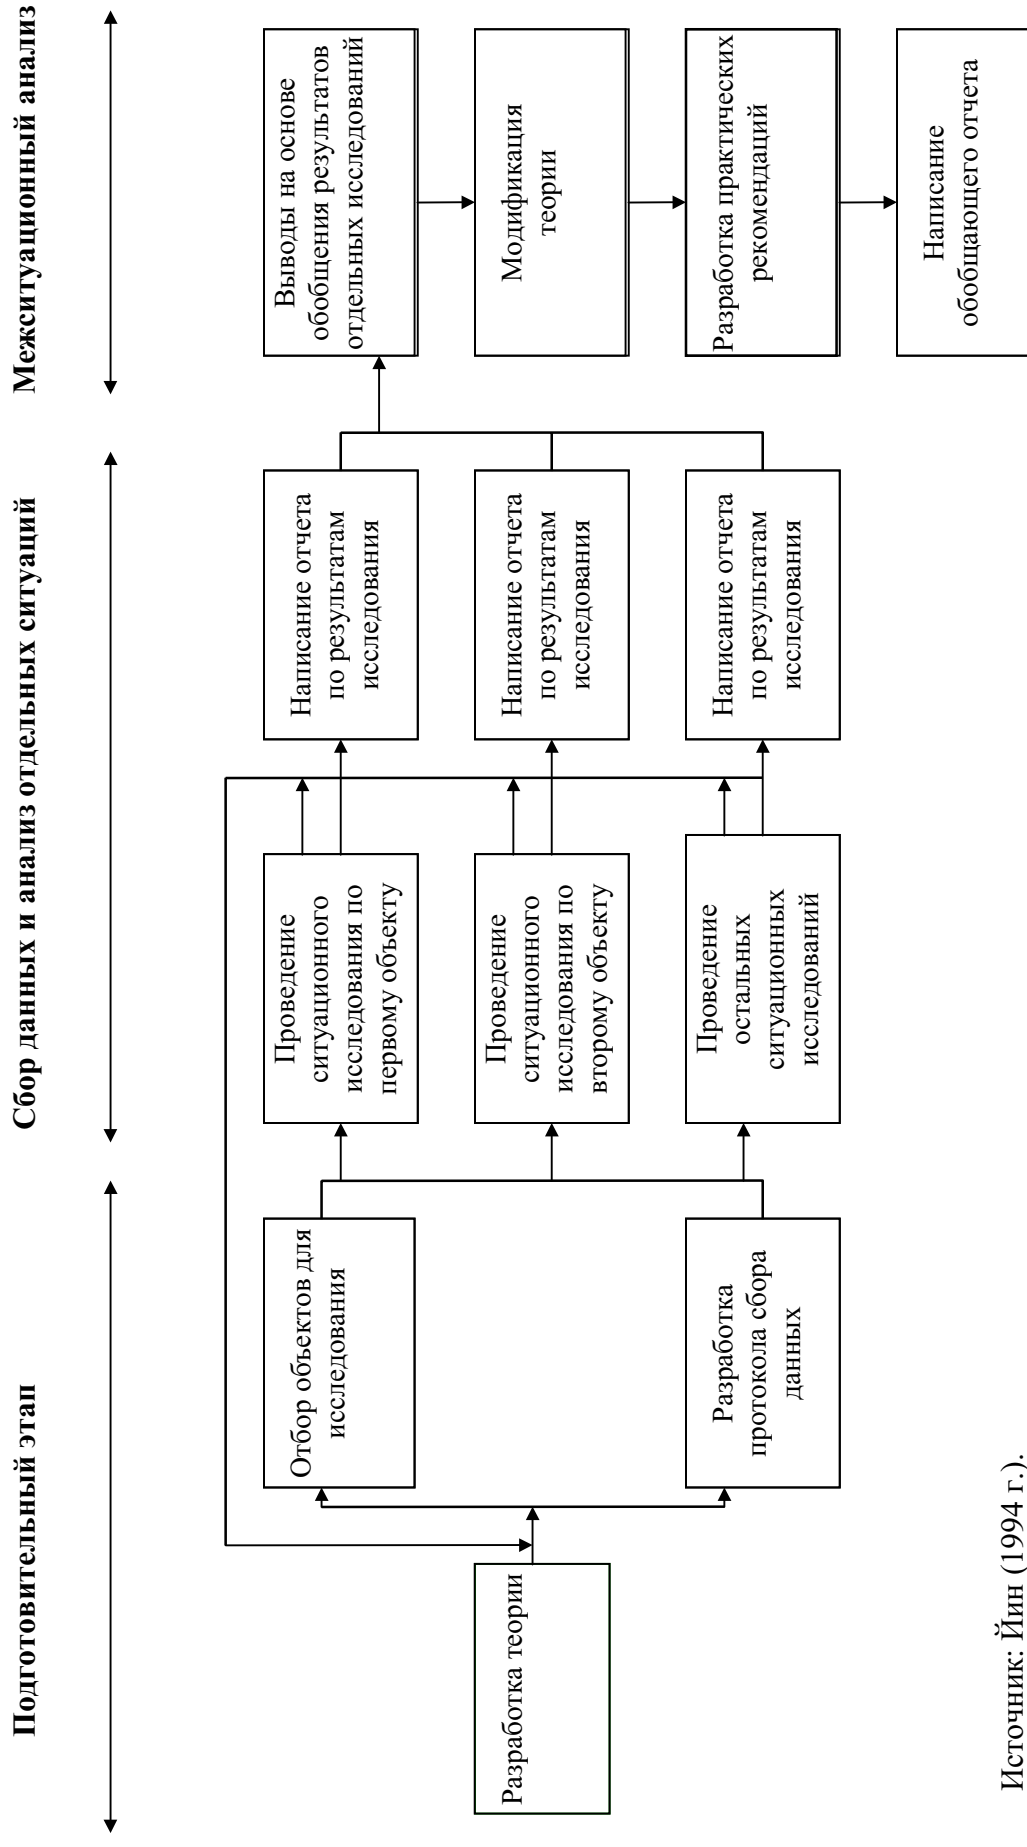 Подготовительный этап
Сбор данных и анализ отдельных ситуаций
Межситуационный анализ
Разработка теории
Отбор объектов для
исследования
Разработка
протокола сбора
данных
Проведение
ситуационного
исследования по
первому объекту
Проведение
ситуационного
исследования по
второму объекту
Проведение
остальных
ситуационных
исследований
Написание отчета
по результатам
исследования
Написание отчета
по результатам
исследования
Написание отчета
по результатам
исследования
Выводы на основе
обобщения результатов
отдельных исследований
Модификация
теории
Разработка практических
рекомендаций
Написание
обобщающего отчета
Источник: Йин (1994 г.).